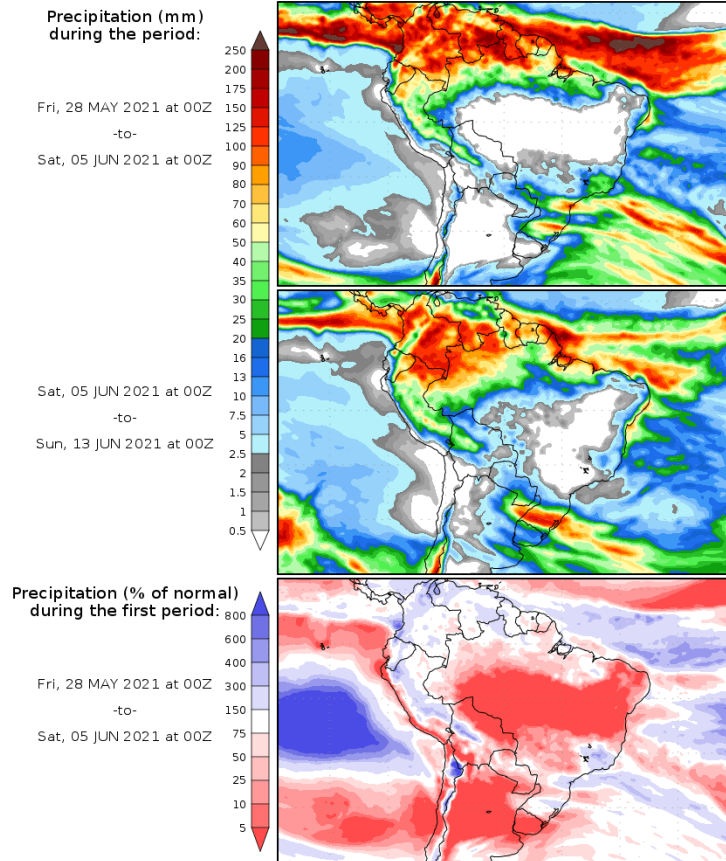 Precipitation (mm)
during the period:
Fri, 28 MAY 2021 at 00Z
-to-
Sat, 05 JUN 2021 at 00Z
Sat, 05 JUN 2021 at 00Z
-to-
Sun, 13 JUN 2021 at 00Z
250
200
175
150
125
100
90
80
70
60
50
40
35
30
25
20
16
13
10
7.5
5
2.5
2
1.5
1
0.5
Precipitation (% of normal)
during the first period:
Fri, 28 MAY 2021 at 00Z
-to-
Sat, 05 JUN 2021 at 00Z
800
600
400
300
150
75
50
25
10
5